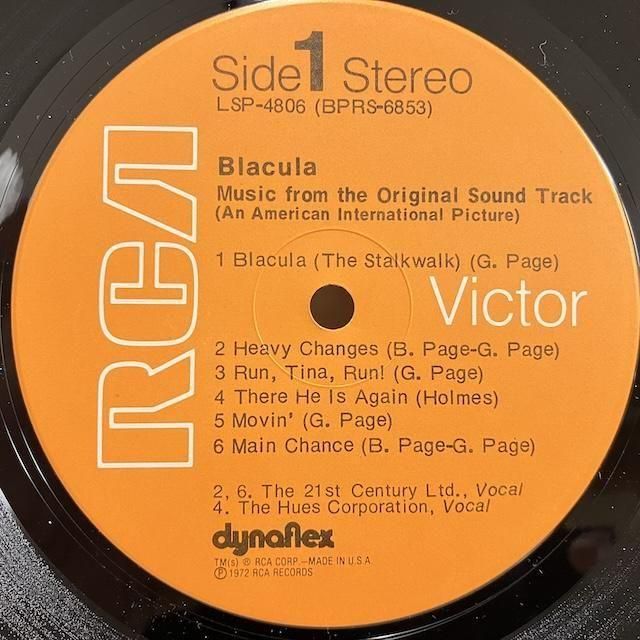 Side 1 Stereo
LSP-4806 (BPRS-6853)
RCA
Blacula
Music from the Original Sound Track
(An American International Picture)
1 Blacula (The Stalkwalk) (G. Page)
Victor
2 Heavy Changes (B. Page-G. Page)
3 Run, Tina, Run! (G. Page)
4 There He Is Again (Holmes)
5 Movin' (G. Page)
6 Main Chance (B. Page-G. Page)
2, 6. The 21st Century Ltd., Vocal
4. The Hues Corporation, Vocal
dynaflex
TM(s) ® RCA CORP.—MADE IN U.S.A.
℗ 1972 RCA RECORDS